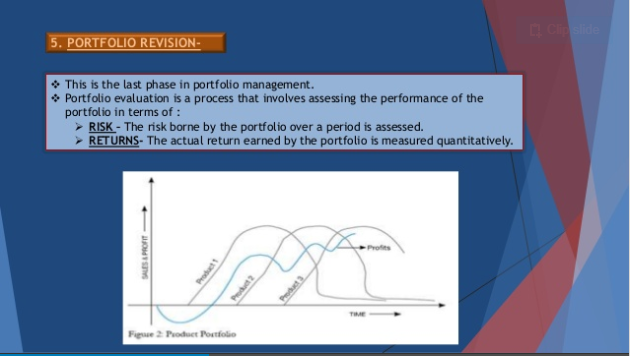 Clipslide
5. PORTFOLIO REVISION-
❖ This is the last phase in portfolio management.
❖ Portfolio evaluation is a process that involves assessing the performance of the
portfolio in terms of :
➢ RISK - The risk borne by the portfolio over a period is assessed.
➢ RETURNS- The actual return earned by the portfolio is measured quantitatively.
SALES & PROFIT
Product 1
Product 2
Product 3
Profits
TIME
Figure 2: Product Portfolio